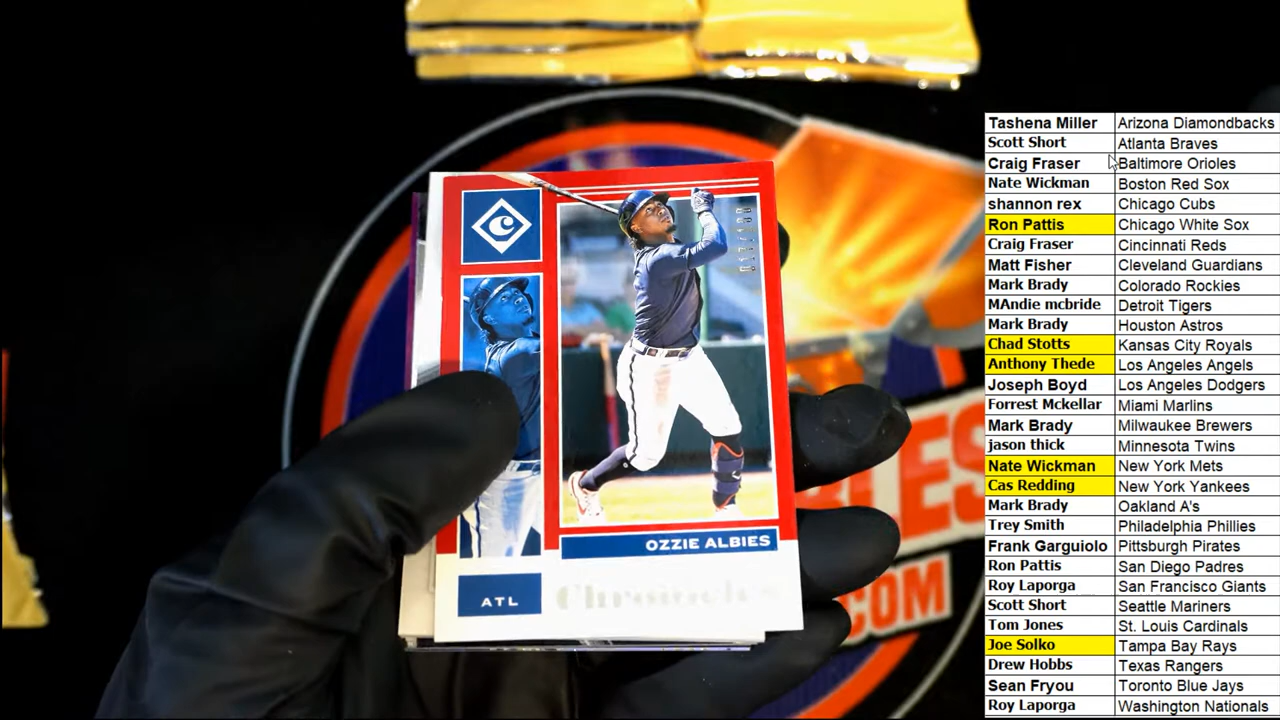 Tashena Miller Arizona Diamondbacks
Scott Short Atlanta Braves
Craig Fraser Baltimore Orioles
Nate Wickman Boston Red Sox
shannon rex Chicago Cubs
Ron Pattis Chicago White Sox
Craig Fraser Cincinnati Reds
Matt Fisher Cleveland Guardians
Mark Brady Colorado Rockies
MAndie mcbride Detroit Tigers
Mark Brady Houston Astros
Chad Stotts Kansas City Royals
Anthony Thede Los Angeles Angels
Joseph Boyd Los Angeles Dodgers
Forrest Mckellar Miami Marlins
Mark Brady Milwaukee Brewers
jason thick Minnesota Twins
Nate Wickman New York Mets
Cas Redding New York Yankees
Mark Brady Oakland A's
Trey Smith Philadelphia Phillies
Frank Garguiolo Pittsburgh Pirates
Ron Pattis San Diego Padres
Roy Laporga San Francisco Giants
Scott Short Seattle Mariners
Tom Jones St. Louis Cardinals
Joe Solko Tampa Bay Rays
Drew Hobbs Texas Rangers
Sean Fryou Toronto Blue Jays
Roy Laporga Washington Nationals
C
OZZIE ALBIES
ATL
Chronicles
.COM